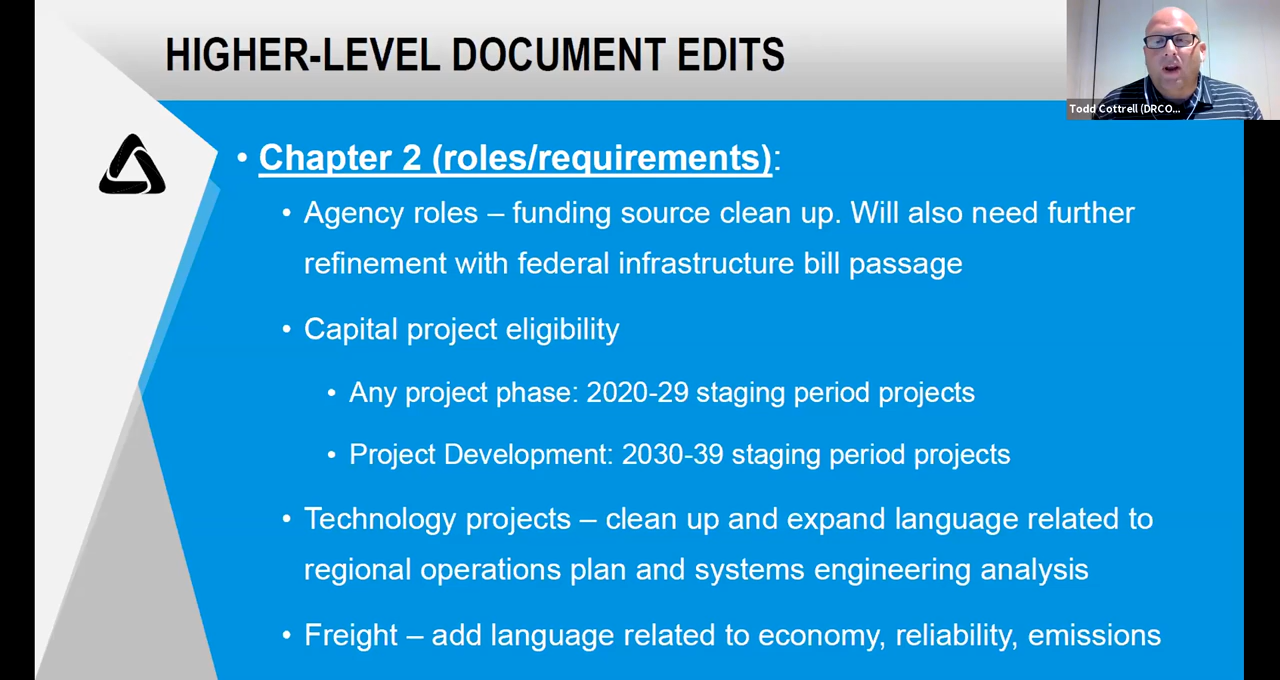 HIGHER-LEVEL DOCUMENT EDITS
Todd Cottrell (DRCO...
• Chapter 2 (roles/requirements):
• Agency roles – funding source clean up. Will also need further
refinement with federal infrastructure bill passage
• Capital project eligibility
• Any project phase: 2020-29 staging period projects
• Project Development: 2030-39 staging period projects
• Technology projects – clean up and expand language related to
regional operations plan and systems engineering analysis
• Freight – add language related to economy, reliability, emissions